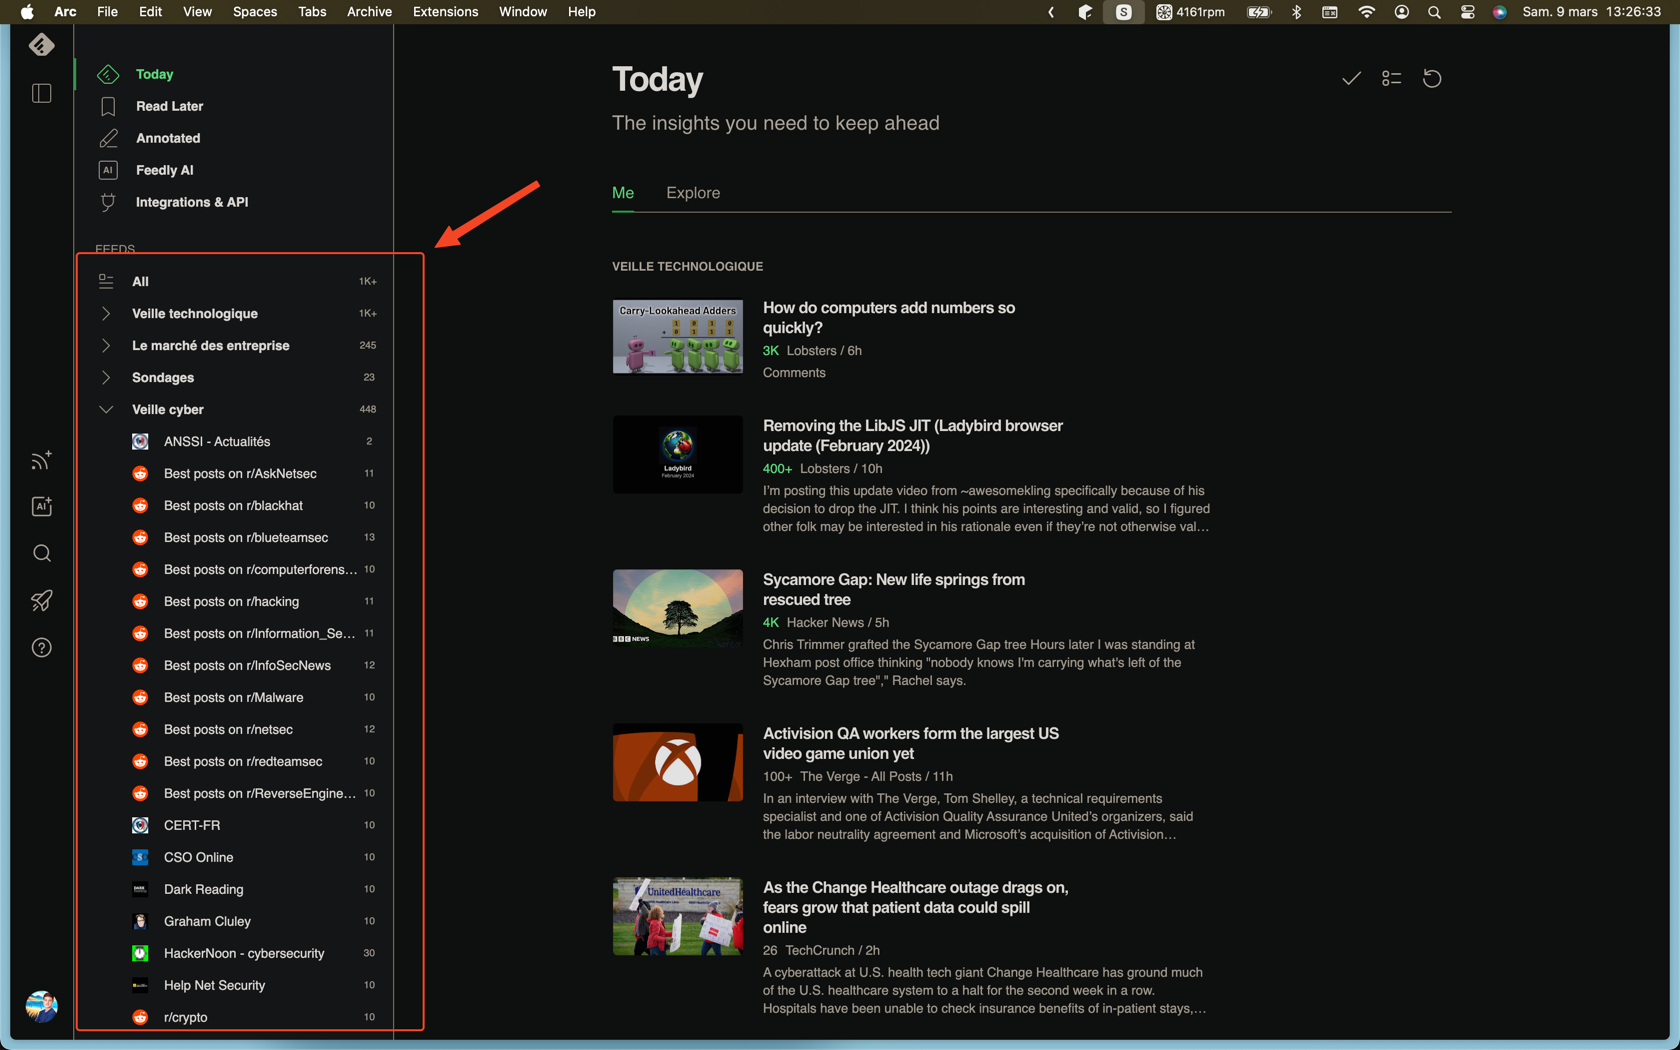 Arc File Edit View Spaces Tabs Archive Extensions Window Help
S 4161rpm Sam. 9 mars 13:26:33
Today
Read Later
Annotated
AI Feedly AI
Integrations & API
FEEDS
All 1K+
Veille technologique 1K+
Le marché des entreprise 245
Sondages 23
Veille cyber 448
ANSSI - Actualités 2
Best posts on r/AskNetsec 11
Best posts on r/blackhat 10
Best posts on r/blueteamsec 13
Best posts on r/computerforens... 10
Best posts on r/hacking 11
Best posts on r/Information_Se... 11
Best posts on r/InfoSecNews 12
Best posts on r/Malware 10
Best posts on r/netsec 12
Best posts on r/redteamsec 10
Best posts on r/ReverseEngine... 10
CERT-FR 10
CSO Online 10
Dark Reading 10
Graham Cluley 10
HackerNoon - cybersecurity 30
Help Net Security 10
r/crypto 10
AI
Today
The insights you need to keep ahead
Me Explore
VEILLE TECHNOLOGIQUE
Carry-Lookahead Adders
How do computers add numbers so
quickly?
3K Lobsters / 6h
Comments
Ladybird
February 2024
Removing the LibJS JIT (Ladybird browser
update (February 2024))
400+ Lobsters / 10h
I'm posting this update video from ~awesomekling specifically because of his
decision to drop the JIT. I think his points are interesting and valid, so I figured
other folk may be interested in his rationale even if they're not otherwise val...
BBC NEWS
Sycamore Gap: New life springs from
rescued tree
4K Hacker News / 5h
Chris Trimmer grafted the Sycamore Gap tree Hours later I was standing at
Hexham post office thinking "nobody knows I'm carrying what's left of the
Sycamore Gap tree"," Rachel says.
Activision QA workers form the largest US
video game union yet
100+ The Verge - All Posts / 11h
In an interview with The Verge, Tom Shelley, a technical requirements
specialist and one of Activision Quality Assurance United's organizers, said
the labor neutrality agreement and Microsoft's acquisition of Activision...
UnitedHealthcare
As the Change Healthcare outage drags on,
fears grow that patient data could spill
online
26 TechCrunch / 2h
A cyberattack at U.S. health tech giant Change Healthcare has ground much
of the U.S. healthcare system to a halt for the second week in a row.
Hospitals have been unable to check insurance benefits of in-patient stays,...